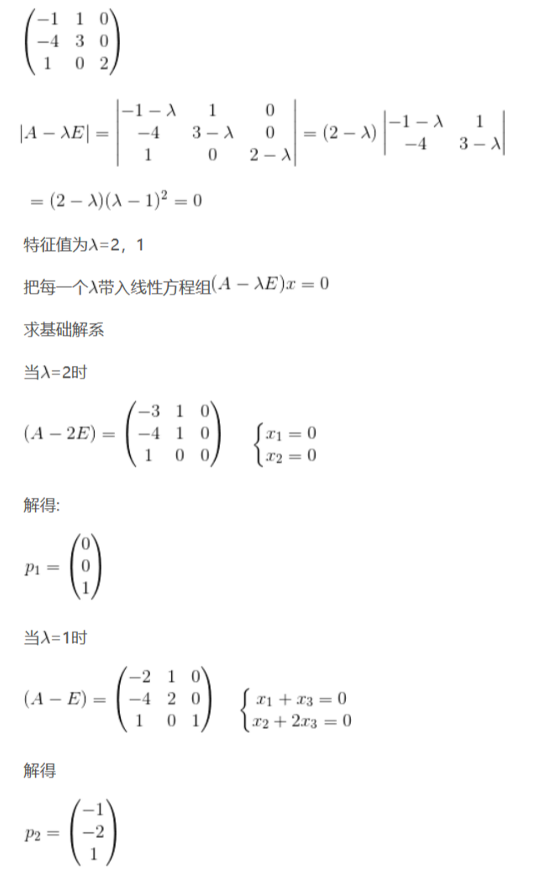 $\begin{pmatrix} -1 & 1 & 0 \\ -4 & 3 & 0 \\ 1 & 0 & 2 \end{pmatrix}$
$|A - \lambda E| = \begin{vmatrix} -1-\lambda & 1 & 0 \\ -4 & 3-\lambda & 0 \\ 1 & 0 & 2-\lambda \end{vmatrix} = (2-\lambda) \begin{vmatrix} -1-\lambda & 1 \\ -4 & 3-\lambda \end{vmatrix}$
$= (2-\lambda)(\lambda-1)^2 = 0$
特征值为λ=2，1
把每一个λ带入线性方程组$(A - \lambda E)x = 0$
求基础解系
当λ=2时
$(A - 2E) = \begin{pmatrix} -3 & 1 & 0 \\ -4 & 1 & 0 \\ 1 & 0 & 0 \end{pmatrix} \quad \begin{cases} x_1 = 0 \\ x_2 = 0 \end{cases}$
解得:
$p_1 = \begin{pmatrix} 0 \\ 0 \\ 1 \end{pmatrix}$
当λ=1时
$(A - E) = \begin{pmatrix} -2 & 1 & 0 \\ -4 & 2 & 0 \\ 1 & 0 & 1 \end{pmatrix} \quad \begin{cases} x_1 + x_3 = 0 \\ x_2 + 2x_3 = 0 \end{cases}$
解得
$p_2 = \begin{pmatrix} -1 \\ -2 \\ 1 \end{pmatrix}$